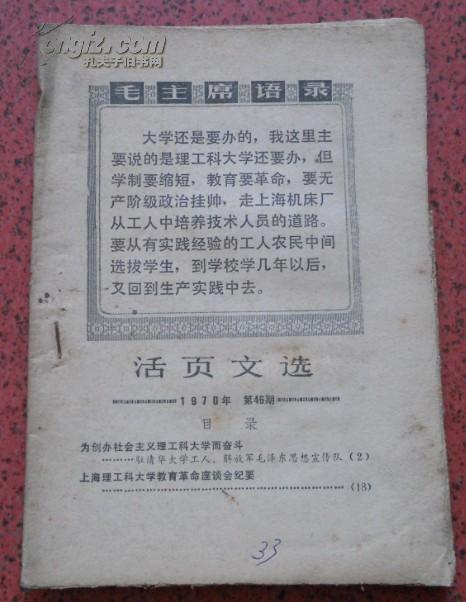 kongfz.com
孔夫子旧书网
毛主席语录
大学还是要办的，我这里主
要说的是理工科大学还要办，但
学制要缩短，教育要革命，要无
产阶级政治挂帅，走上海机床厂
从工人中培养技术人员的道路。
要从有实践经验的工人农民中间
选拔学生，到学校学几年以后，
又回到生产实践中去。
活页文选
1970年 第46期
目录
为创办社会主义理工科大学而奋斗
………驻清华大学工人、解放军毛泽东思想宣传队（2）
上海理工科大学教育革命座谈会纪要
………………………………………（18）
33